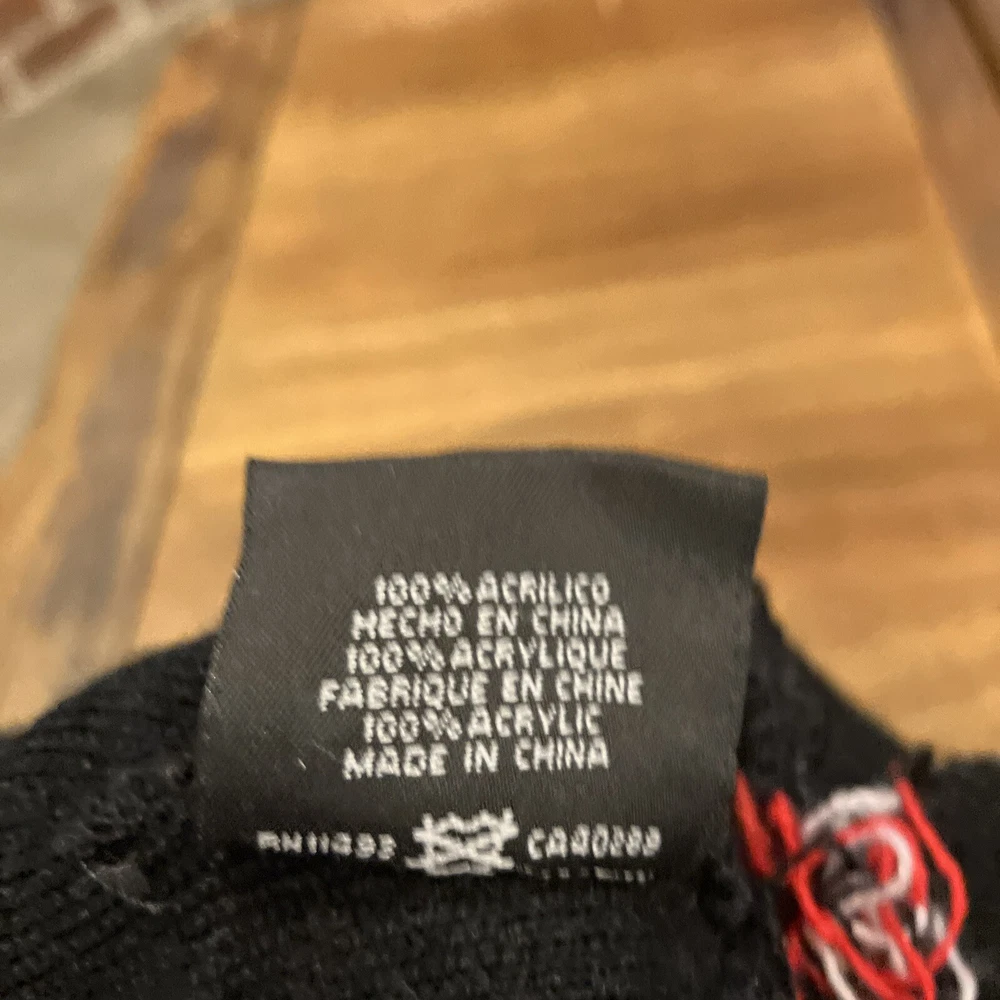 100% ACRILICO
HECHO EN CHINA
100% ACRYLIQUE
FABRIQUE EN CHINE
100% ACRYLIC
MADE IN CHINA